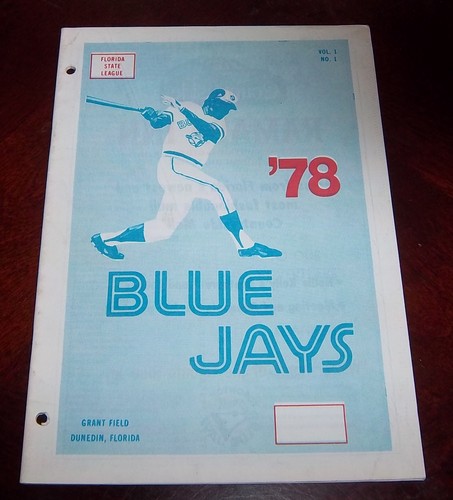 FLORIDA
STATE
LEAGUE
VOL. 1
NO. 1
'78
BLUE
JAYS
GRANT FIELD
DUNEDIN, FLORIDA